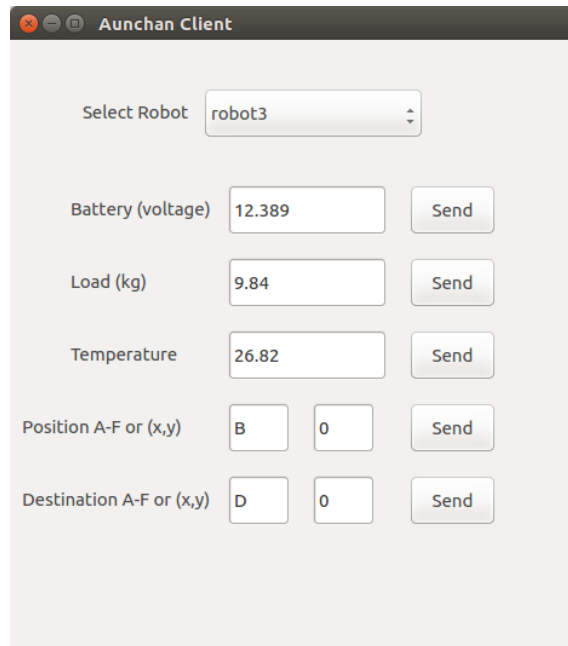 Aunchan Client
Select Robot robot3
Battery (voltage) 12.389 Send
Load (kg) 9.84 Send
Temperature 26.82 Send
Position A-F or (x,y) B 0 Send
Destination A-F or (x,y) D 0 Send